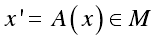 x' = A(x) ∈ M